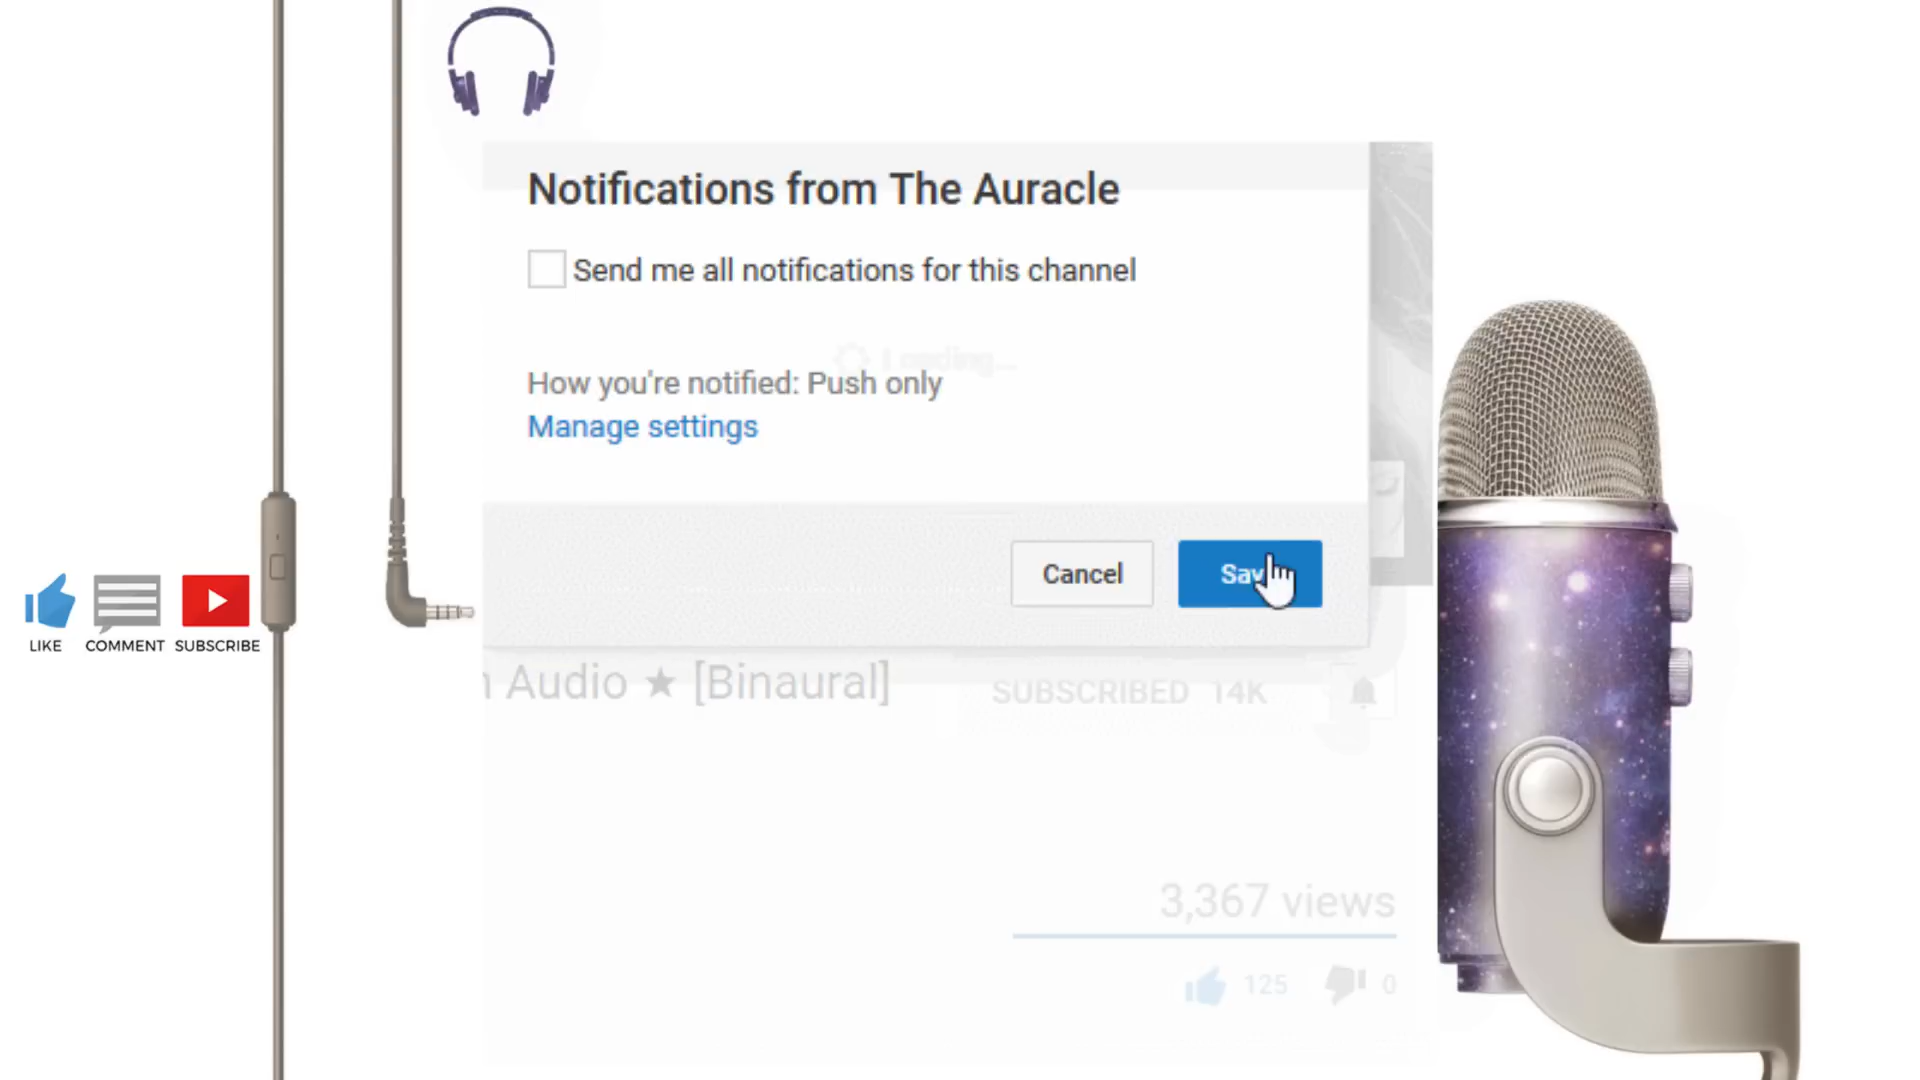 Notifications from The Auracle
Send me all notifications for this channel
Loading...
How you're notified: Push only
Manage settings
Cancel
Sav
LIKE
COMMENT
SUBSCRIBE
Audio ★ [Binaural]
SUBSCRIBED 14K
3,367 views
125
0